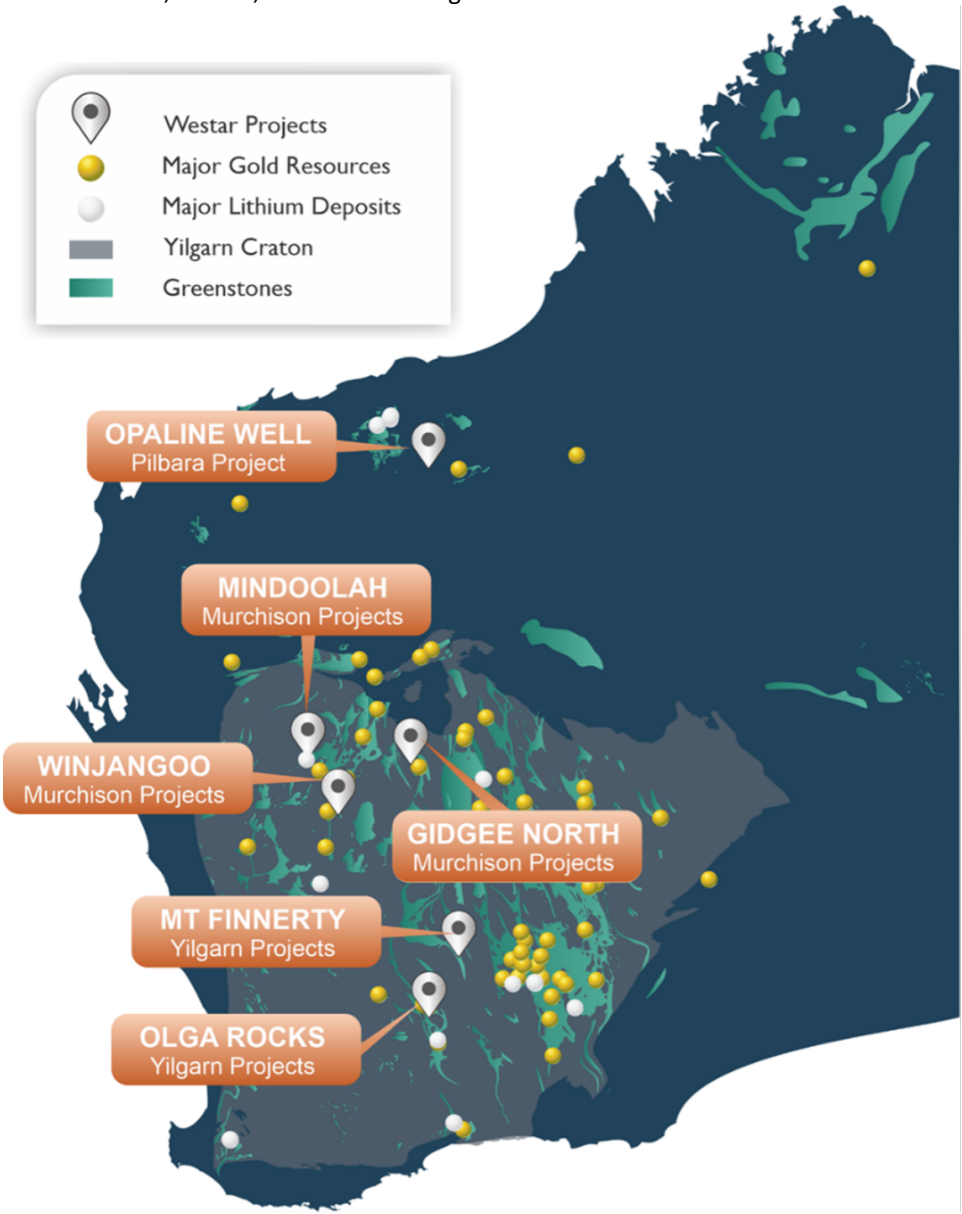 Westar Projects
Major Gold Resources
Major Lithium Deposits
Yilgarn Craton
Greenstones
OPALINE WELL
Pilbara Project
MINDOOLAH
Murchison Projects
WINJANGOO
Murchison Projects
GIDGEE NORTH
Murchison Projects
MT FINNERTY
Yilgarn Projects
OLGA ROCKS
Yilgarn Projects